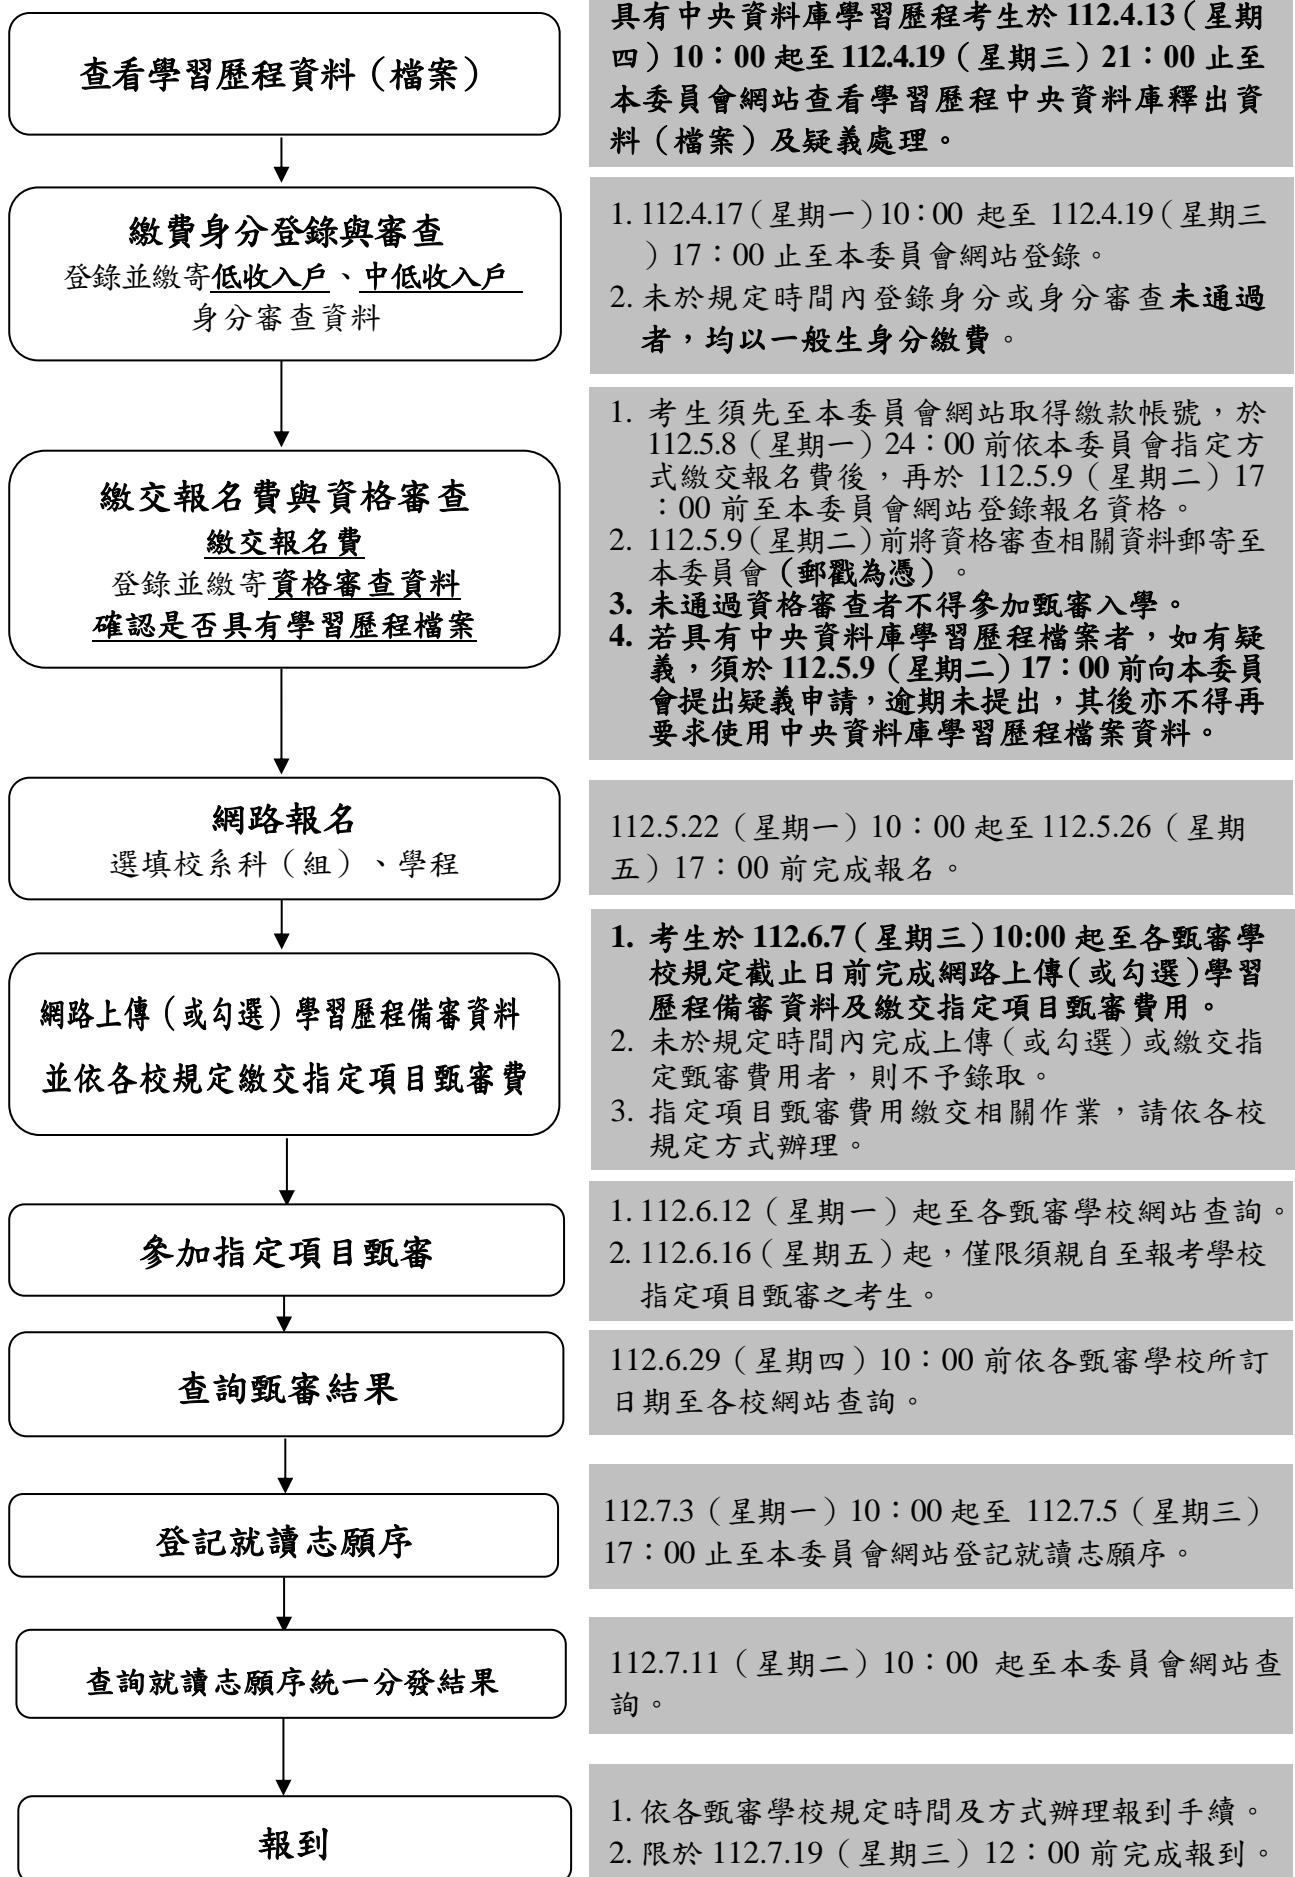 查看學習歷程資料（檔案）
具有中央資料庫學習歷程考生於 112.4.13（星期
四）10：00 起至 112.4.19（星期三）21：00 止至
本委員會網站查看學習歷程中央資料庫釋出資
料（檔案）及疑義處理。
繳費身分登錄與審查
登錄並繳寄低收入戶、中低收入戶
身分審查資料
1. 112.4.17（星期一）10：00 起至 112.4.19（星期三
）17：00 止至本委員會網站登錄。
2. 未於規定時間內登錄身分或身分審查未通過
者，均以一般生身分繳費。
繳交報名費與資格審查
繳交報名費
登錄並繳寄資格審查資料
確認是否具有學習歷程檔案
1. 考生須先至本委員會網站取得繳款帳號，於
112.5.8（星期一）24：00 前依本委員會指定方
式繳交報名費後，再於 112.5.9（星期二）17
：00 前至本委員會網站登錄報名資格。
2. 112.5.9（星期二）前將資格審查相關資料郵寄至
本委員會（郵戳為憑）。
3. 未通過資格審查者不得參加甄審入學。
4. 若具有中央資料庫學習歷程檔案者，如有疑
義，須於 112.5.9（星期二）17：00 前向本委員
會提出疑義申請，逾期未提出，其後亦不得再
要求使用中央資料庫學習歷程檔案資料。
網路報名
選填校系科（組）、學程
112.5.22（星期一）10：00 起至 112.5.26（星期
五）17：00 前完成報名。
網路上傳（或勾選）學習歷程備審資料
並依各校規定繳交指定項目甄審費
1. 考生於 112.6.7（星期三）10:00 起至各甄審學
校規定截止日前完成網路上傳（或勾選）學習
歷程備審資料及繳交指定項目甄審費用。
2. 未於規定時間內完成上傳（或勾選）或繳交指
定甄審費用者，則不予錄取。
3. 指定項目甄審費用繳交相關作業，請依各校
規定方式辦理。
參加指定項目甄審
1. 112.6.12（星期一）起至各甄審學校網站查詢。
2. 112.6.16（星期五）起，僅限須親自至報考學校
指定項目甄審之考生。
查詢甄審結果
112.6.29（星期四）10：00 前依各甄審學校所訂
日期至各校網站查詢。
登記就讀志願序
112.7.3（星期一）10：00 起至 112.7.5（星期三）
17：00 止至本委員會網站登記就讀志願序。
查詢就讀志願序統一分發結果
112.7.11（星期二）10：00 起至本委員會網站查
詢。
報到
1. 依各甄審學校規定時間及方式辦理報到手續。
2. 限於 112.7.19（星期三）12：00 前完成報到。